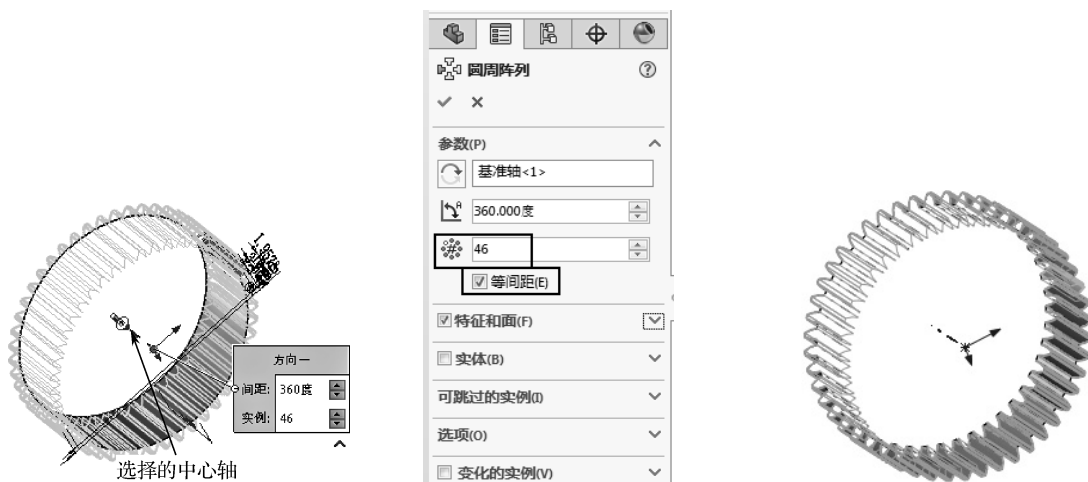 圆周阵列
参数(P)
基准轴<1>
360.000度
46
等间距(E)
特征和面(F)
实体(B)
可跳过的实例(I)
选项(O)
变化的实例(V)
方向一
间距: 360度
实例: 46
选择的中心轴